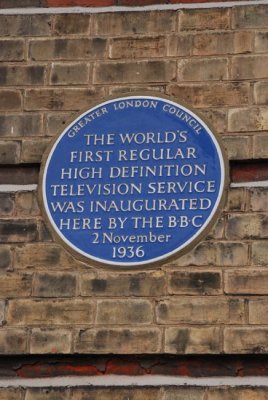 GREATER LONDON COUNCIL
THE WORLD'S
FIRST REGULAR
HIGH DEFINITION
TELEVISION SERVICE
WAS INAUGURATED
HERE BY THE BBC
2 November
1936